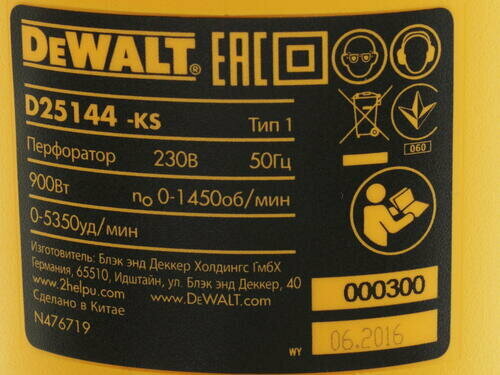 DEWALT® EAC
D25144 -KS Тип 1
Перфоратор 230В 50Гц
900Вт n₀ 0-1450об/мин
0-5350уд/мин
060
Изготовитель: Блэк энд Деккер Холдингс ГмбХ
Германия, 65510, Идштайн, ул. Блэк энд Деккер, 40
www.2helpu.com www.DEWALT.com
Сделано в Китае
N476719
000300
WY 06.2016